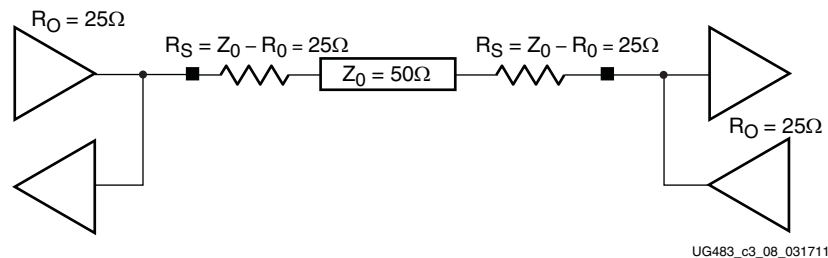 R_O = 25Ω
R_S = Z_0 – R_0 = 25Ω
R_S = Z_0 – R_0 = 25Ω
Z_0 = 50Ω
R_O = 25Ω
UG483_c3_08_031711